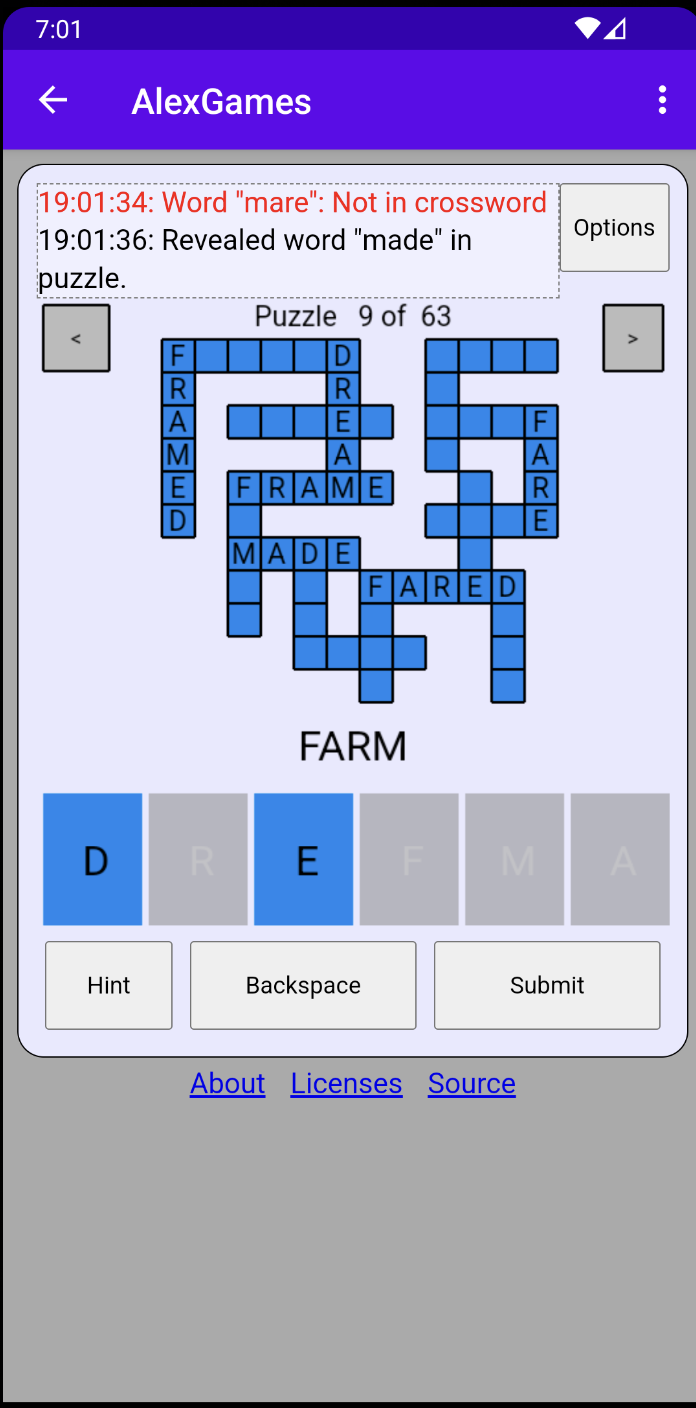 7:01
AlexGames
19:01:34: Word "mare": Not in crossword
19:01:36: Revealed word "made" in
puzzle.
Options
<
Puzzle 9 of 63
>
F D
R R
A E F
M A A
E F R A M E R
D E
M A D E
F A R E D
FARM
D R E F M A
Hint
Backspace
Submit
About Licenses Source